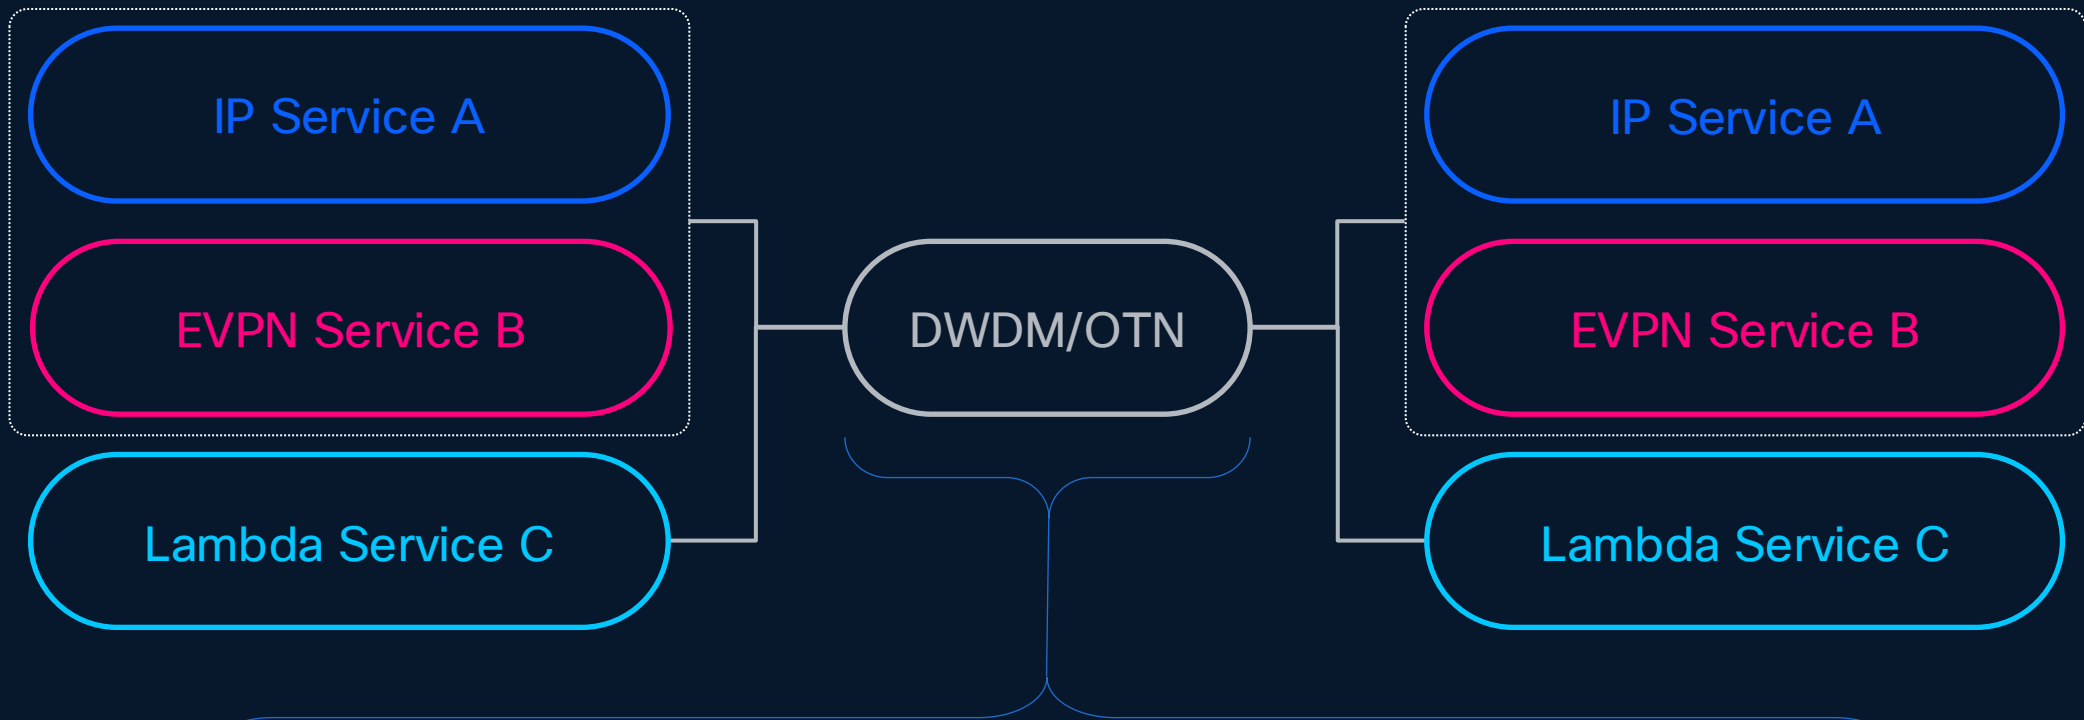 IP Service A
EVPN Service B
Lambda Service C
DWDM/OTN
IP Service A
EVPN Service B
Lambda Service C